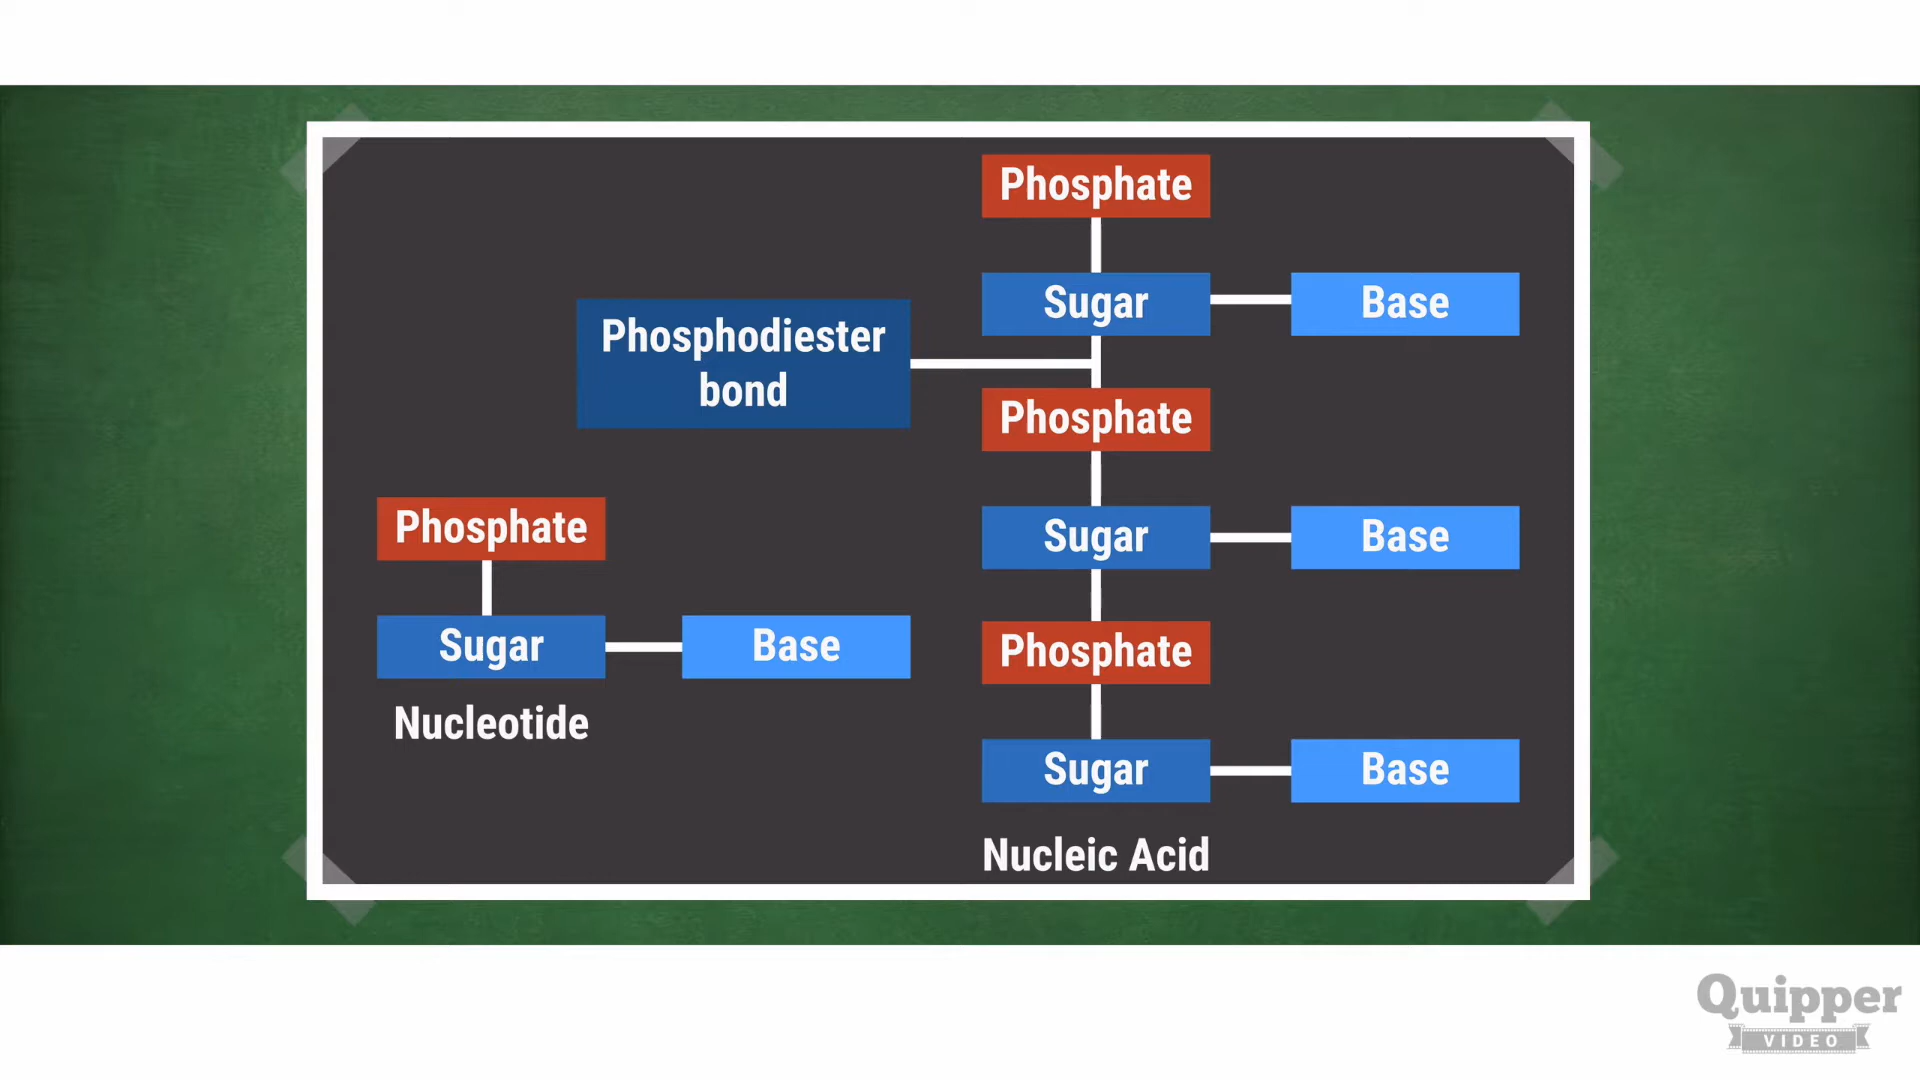 Phosphate
Sugar
Base
Phosphodiester
bond
Phosphate
Phosphate
Sugar
Base
Sugar
Base
Phosphate
Nucleotide
Sugar
Base
Nucleic Acid
Quipper
VIDEO